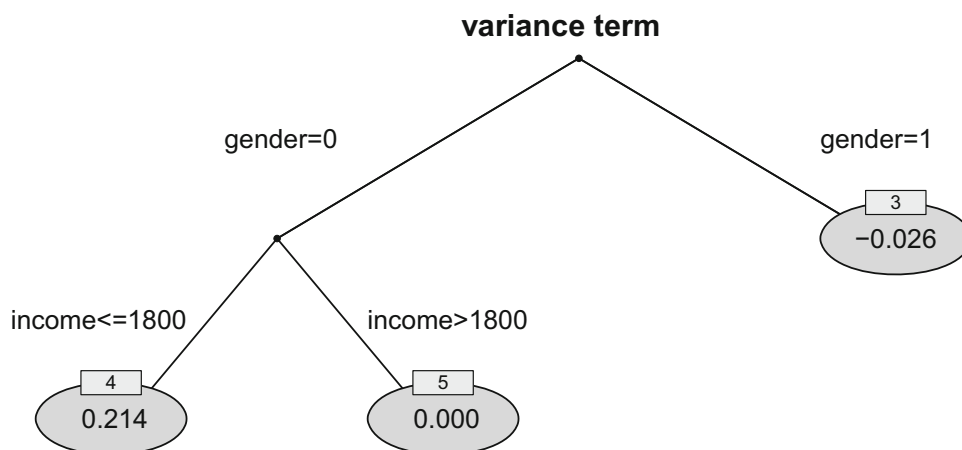 variance term
gender=0
gender=1
3
−0.026
income<=1800
income>1800
4
5
0.214
0.000